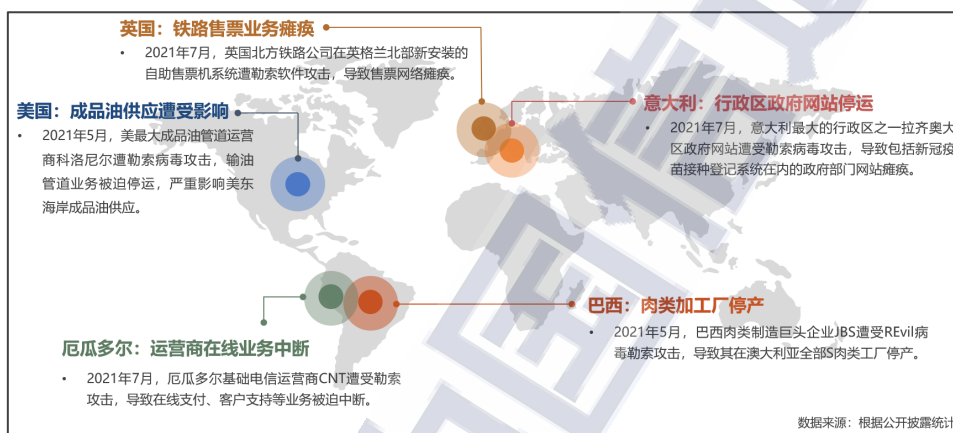 英国：铁路售票业务瘫痪
• 2021年7月，英国北方铁路公司在英格兰北部新安装的
自助售票机系统遭勒索软件攻击，导致售票网络瘫痪。
美国：成品油供应遭受影响
• 2021年5月，美最大成品油管道运营
商科洛尼尔遭勒索病毒攻击，输油
管道业务被迫停运，严重影响美东
海岸成品油供应。
意大利：行政区政府网站停运
• 2021年7月，意大利最大的行政区之一拉齐奥大
区政府网站遭受勒索病毒攻击，导致包括新冠疫
苗接种登记系统在内的政府部门网站瘫痪。
巴西：肉类加工厂停产
• 2021年5月，巴西肉类制造巨头企业JBS遭受REvil病
毒勒索攻击，导致其在澳大利亚全部S肉类工厂停产。
厄瓜多尔：运营商在线业务中断
• 2021年7月，厄瓜多尔基础电信运营商CNT遭受勒索
攻击，导致在线支付、客户支持等业务被迫中断。
数据来源：根据公开披露统计